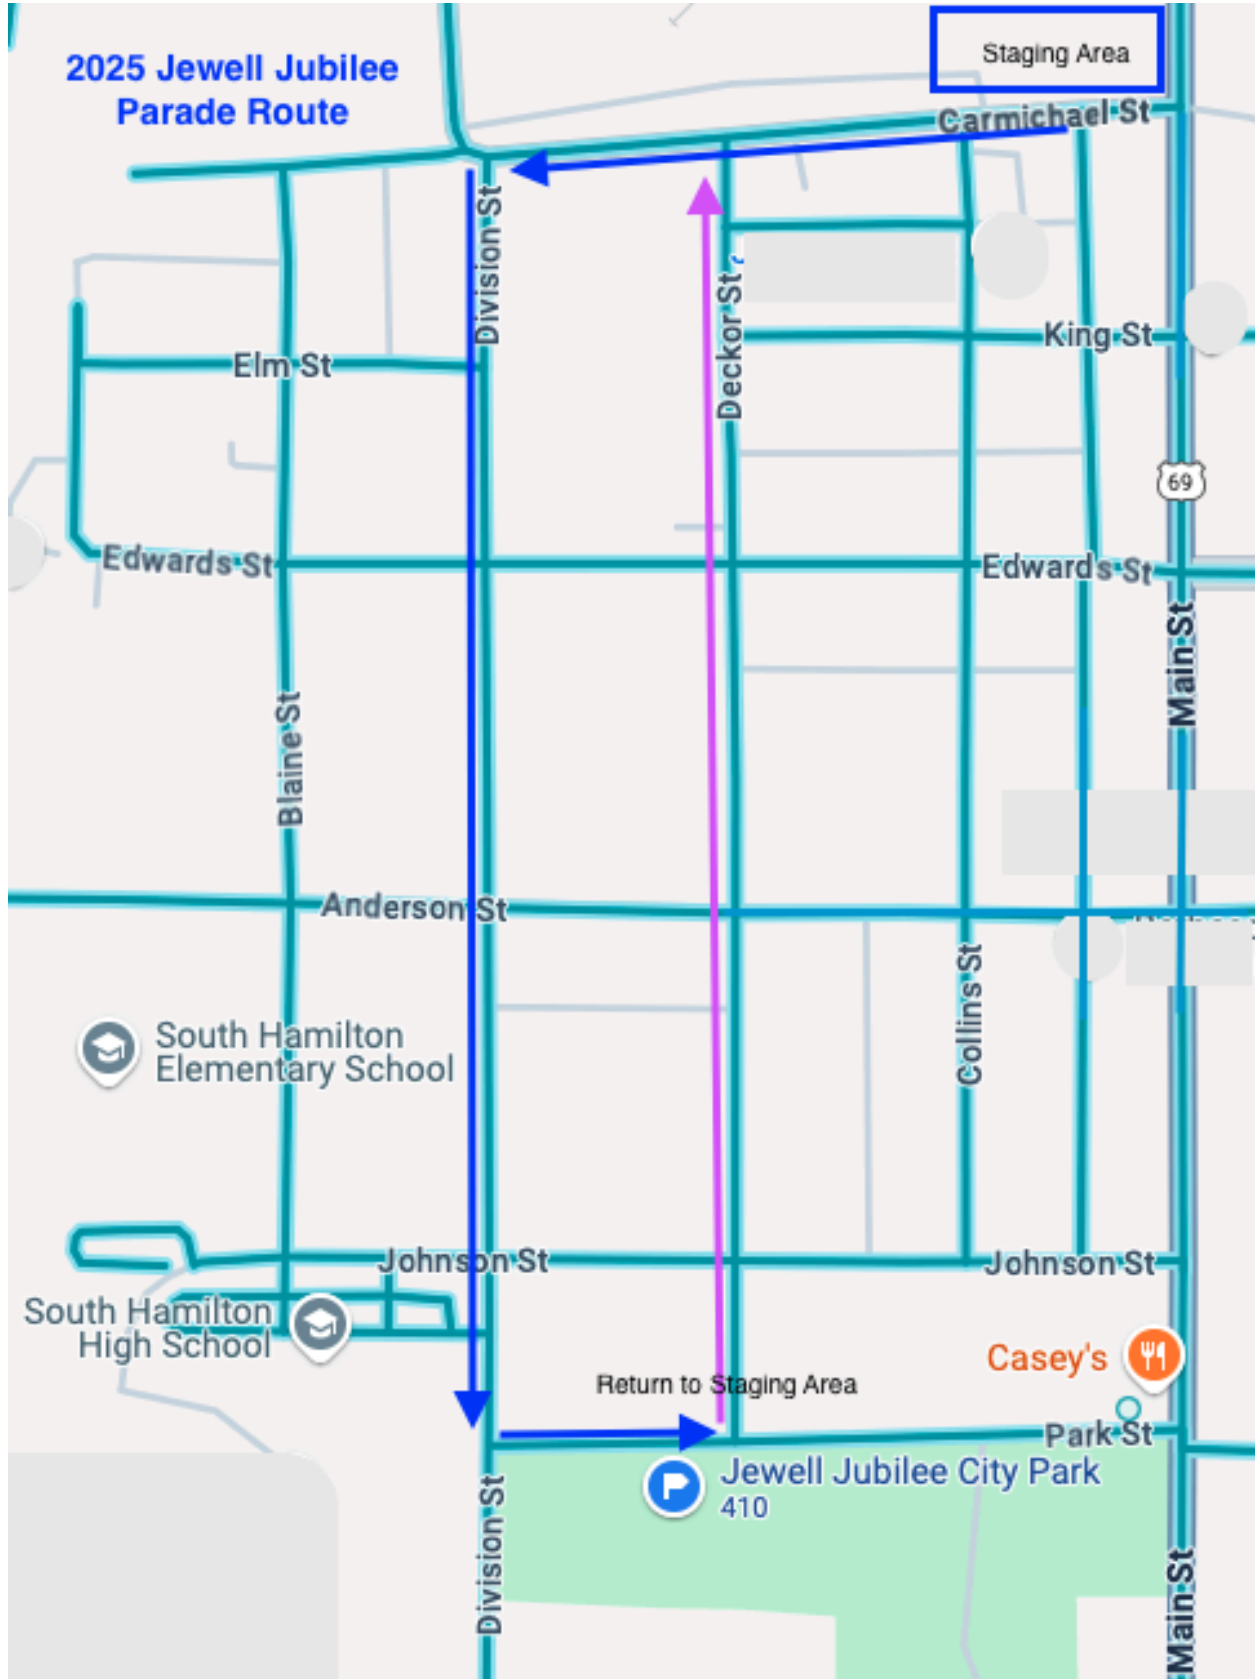 2025 Jewell Jubilee
Parade Route
Staging Area
Carmichael St
Division St
Deckor St
King St
Elm St
69
Edwards St
Edwards St
Main St
Blaine St
Anderson St
Collins St
South Hamilton
Elementary School
Johnson St
Johnson St
South Hamilton
High School
Casey's
Return to Staging Area
Park St
Jewell Jubilee City Park
410
Division St
Main St